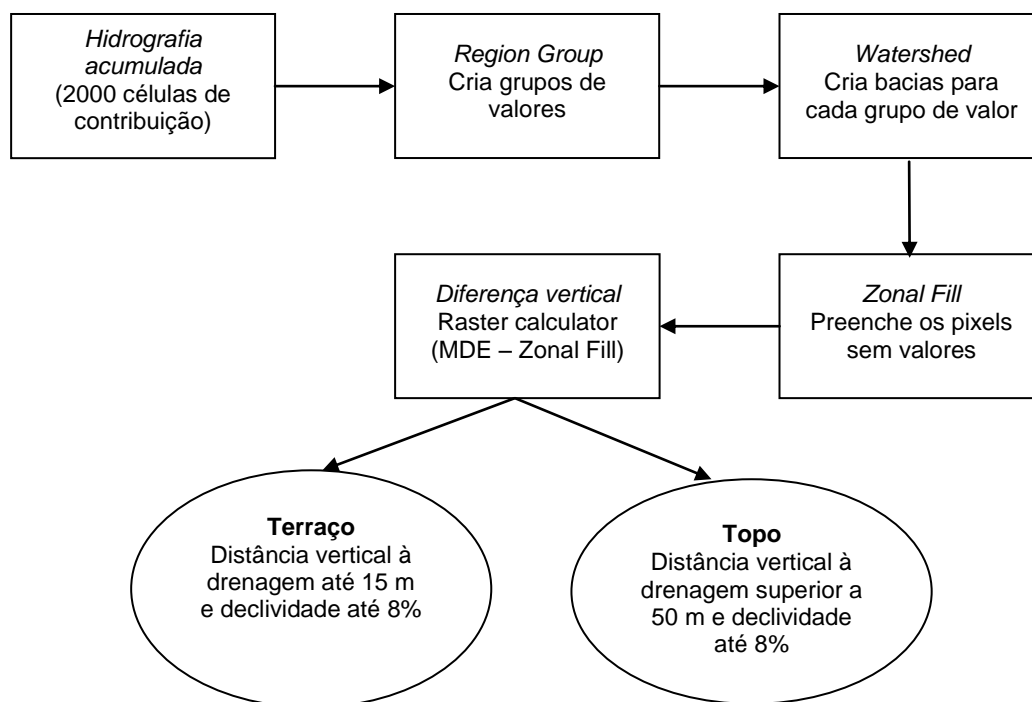 Hidrografia
acumulada
(2000 células de
contribuição)
Region Group
Cria grupos de
valores
Watershed
Cria bacias para
cada grupo de valor
Zonal Fill
Preenche os pixels
sem valores
Diferença vertical
Raster calculator
(MDE – Zonal Fill)
Terraço
Distância vertical à
drenagem até 15 m
e declividade até 8%
Topo
Distância vertical à
drenagem superior a
50 m e declividade
até 8%